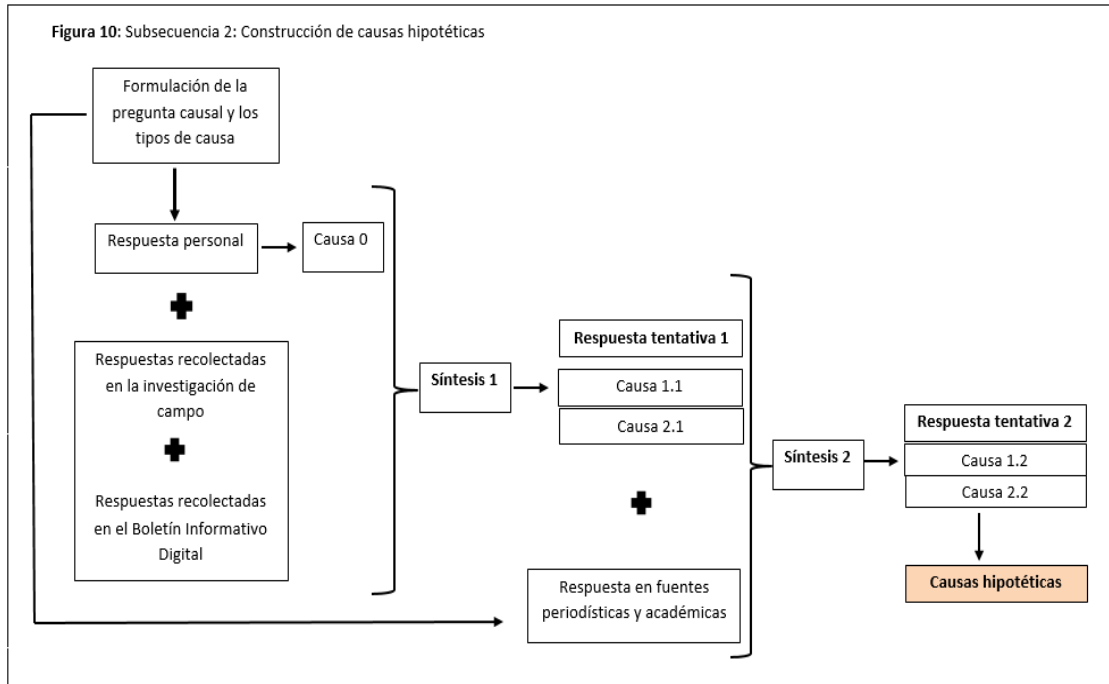 Figura 10: Subsecuencia 2: Construcción de causas hipotéticas
Formulación de la
pregunta causal y los
tipos de causa
Respuesta personal
Causa 0
Respuestas recolectadas
en la investigación de
campo
Respuestas recolectadas
en el Boletín Informativo
Digital
Síntesis 1
Respuesta tentativa 1
Causa 1.1
Causa 2.1
Respuesta en fuentes
periodísticas y académicas
Síntesis 2
Respuesta tentativa 2
Causa 1.2
Causa 2.2
Causas hipotéticas